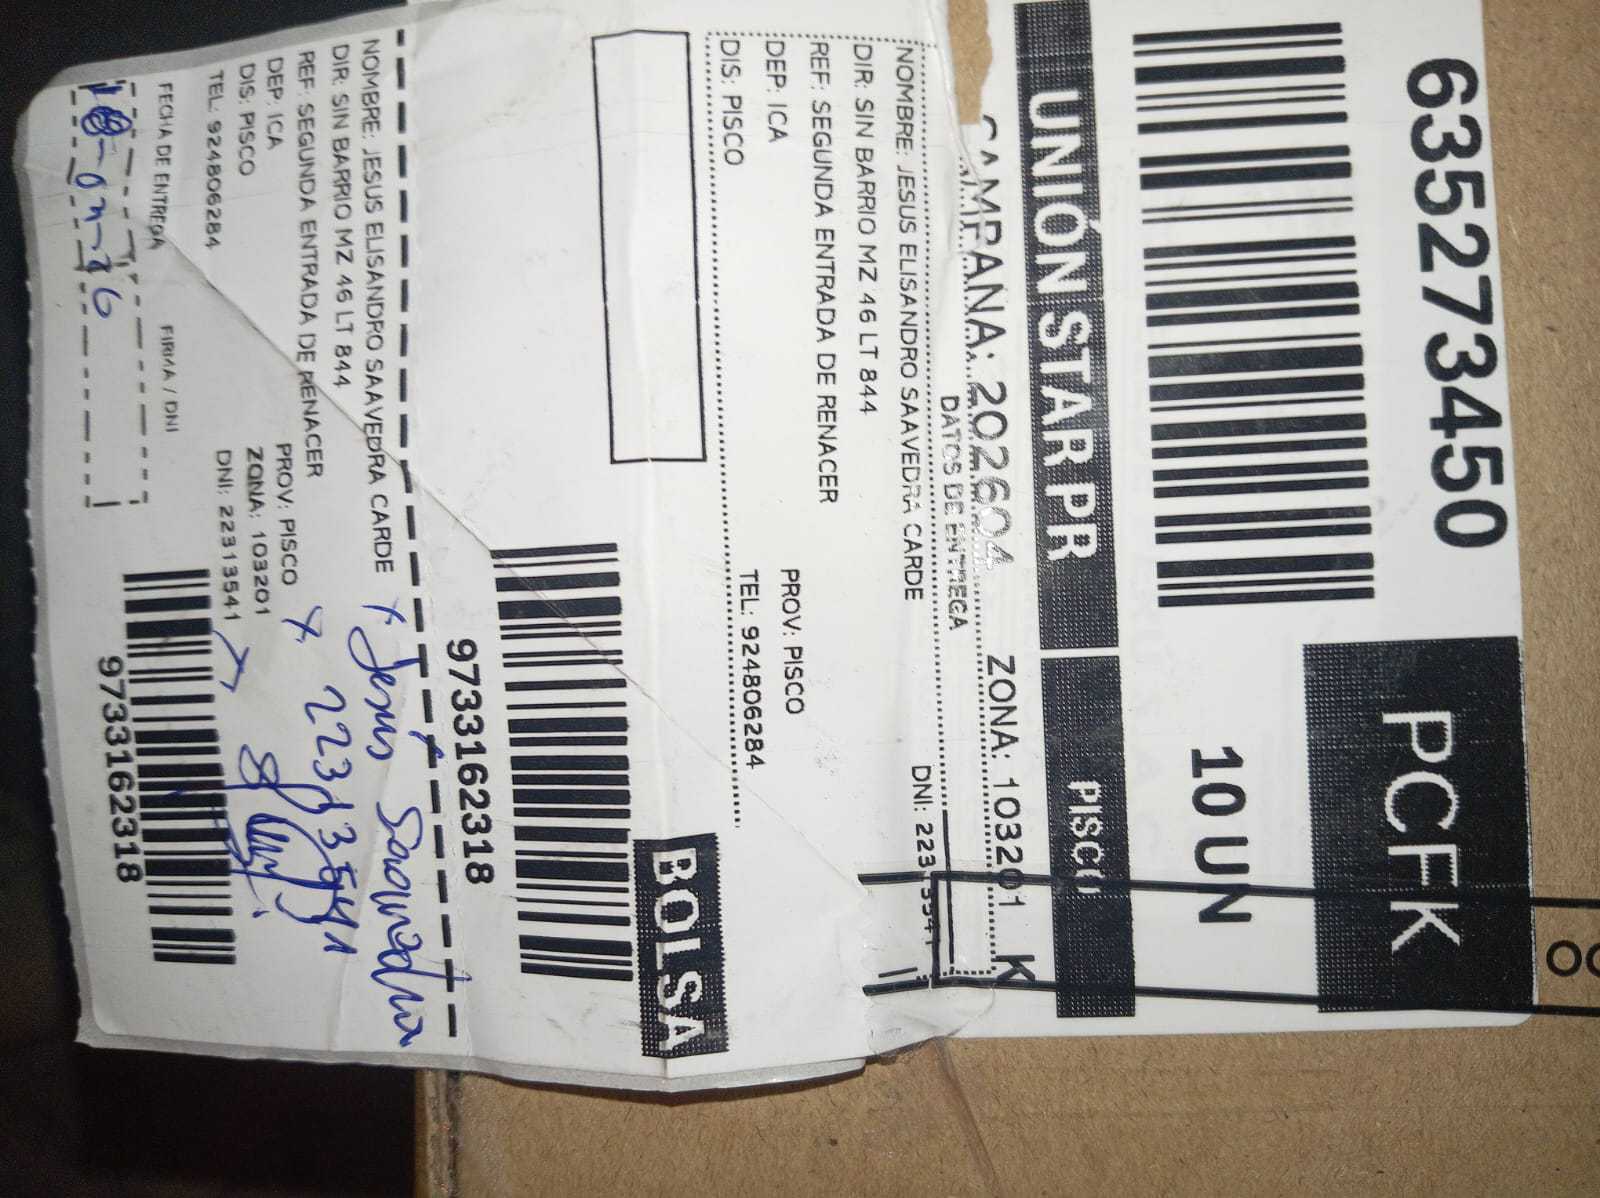 6352734450
PCFK
10 UN
UNIÓN STAR PR PISCO
CAMPAÑA: 202604 ZONA: 103201 K
DATOS DE ENTREGA
NOMBRE: JESUS ELISANDRO SAAVEDRA CARDE DNI: 22313541
DIR: SIN BARRIO MZ 46 LT 844
REF: SEGUNDA ENTRADA DE RENACER
DEP: ICA PROV: PISCO
DIS: PISCO TEL: 924806284
BOLSA
9733162318
NOMBRE: JESUS ELISANDRO SAAVEDRA CARDE
DIR: SIN BARRIO MZ 46 LT 844
REF: SEGUNDA ENTRADA DE RENACER
DEP: ICA PROV: PISCO
DIS: PISCO ZONA: 103201
TEL: 924806284 DNI: 22313541
FECHA DE ENTREGA FIRMA / DNI
9733162318
x Jesus Saavedra
x 22313541